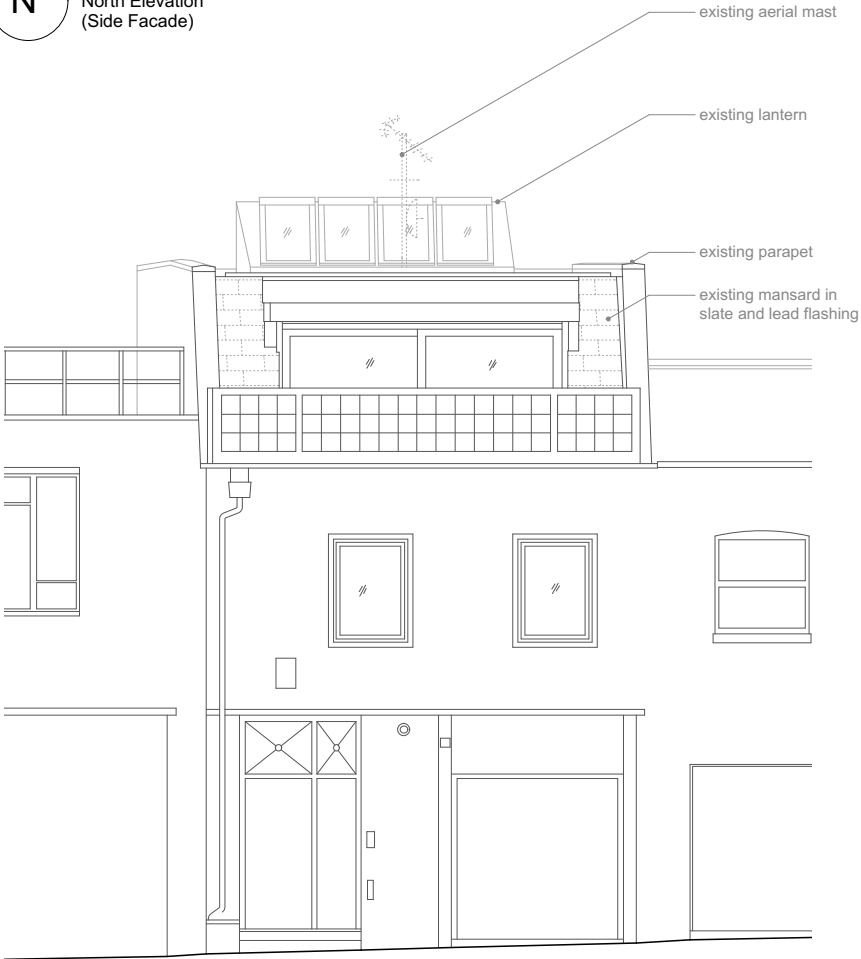 N
North Elevation
(Side Facade)
existing aerial mast
existing lantern
existing parapet
existing mansard in
slate and lead flashing